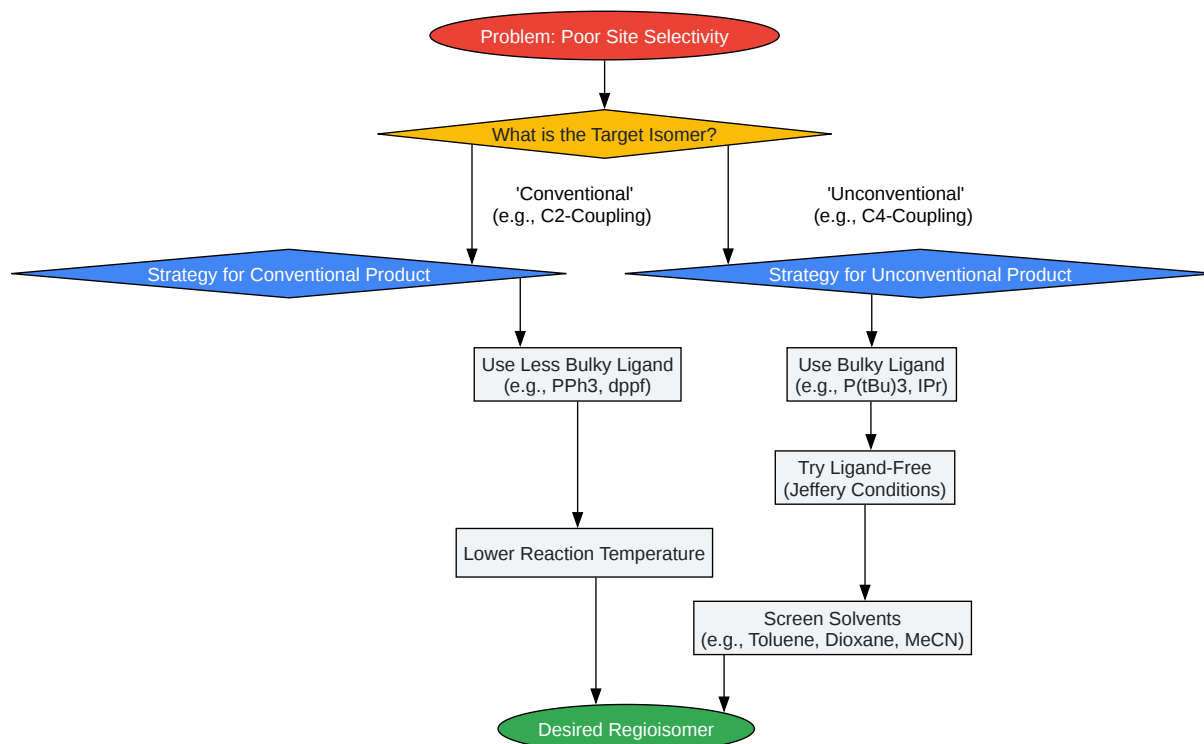 Problem: Poor Site Selectivity
What is the Target Isomer?
'Conventional'
(e.g., C2-Coupling)
'Unconventional'
(e.g., C4-Coupling)
Strategy for Conventional Product
Strategy for Unconventional Product
Use Less Bulky Ligand
(e.g., PPh3, dppf)
Use Bulky Ligand
(e.g., P(tBu)3, IPr)
Try Ligand-Free
(Jeffery Conditions)
Lower Reaction Temperature
Screen Solvents
(e.g., Toluene, Dioxane, MeCN)
Desired Regioisomer